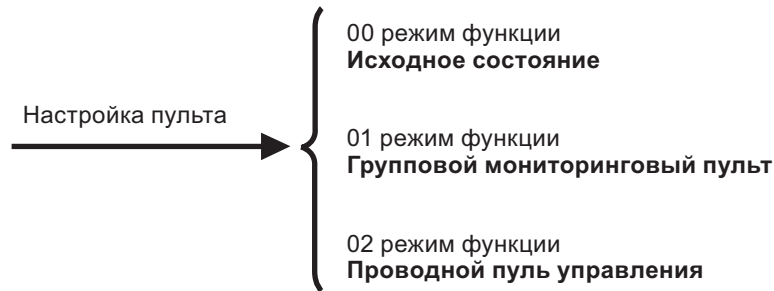 00 режим функции
Исходное состояние
Настройка пульта
01 режим функции
Групповой мониторинговый пульт
02 режим функции
Проводной пуль управления